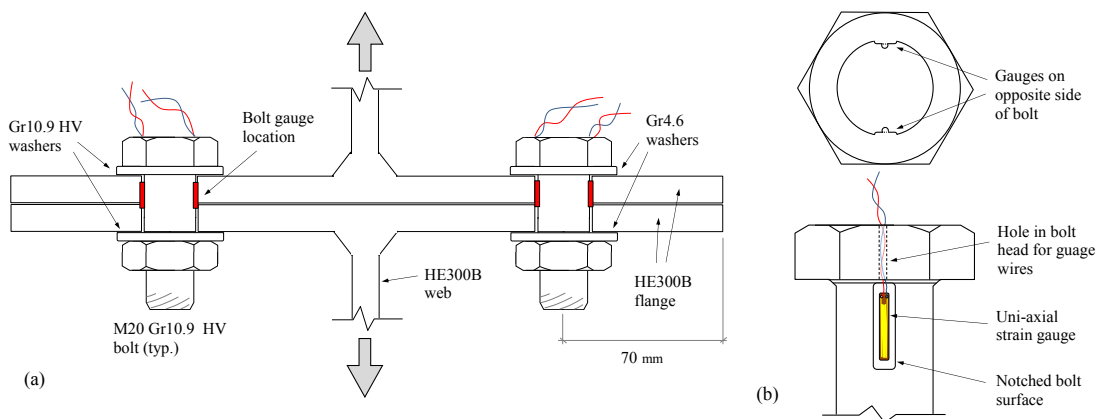 Gr10.9 HV
washers
Bolt gauge
location
Gr4.6
washers
HE300B
web
HE300B
flange
M20 Gr10.9 HV
bolt (typ.)
70 mm
(a)
Gauges on
opposite side
of bolt
Hole in bolt
head for guage
wires
Uni-axial
strain gauge
Notched bolt
surface
(b)